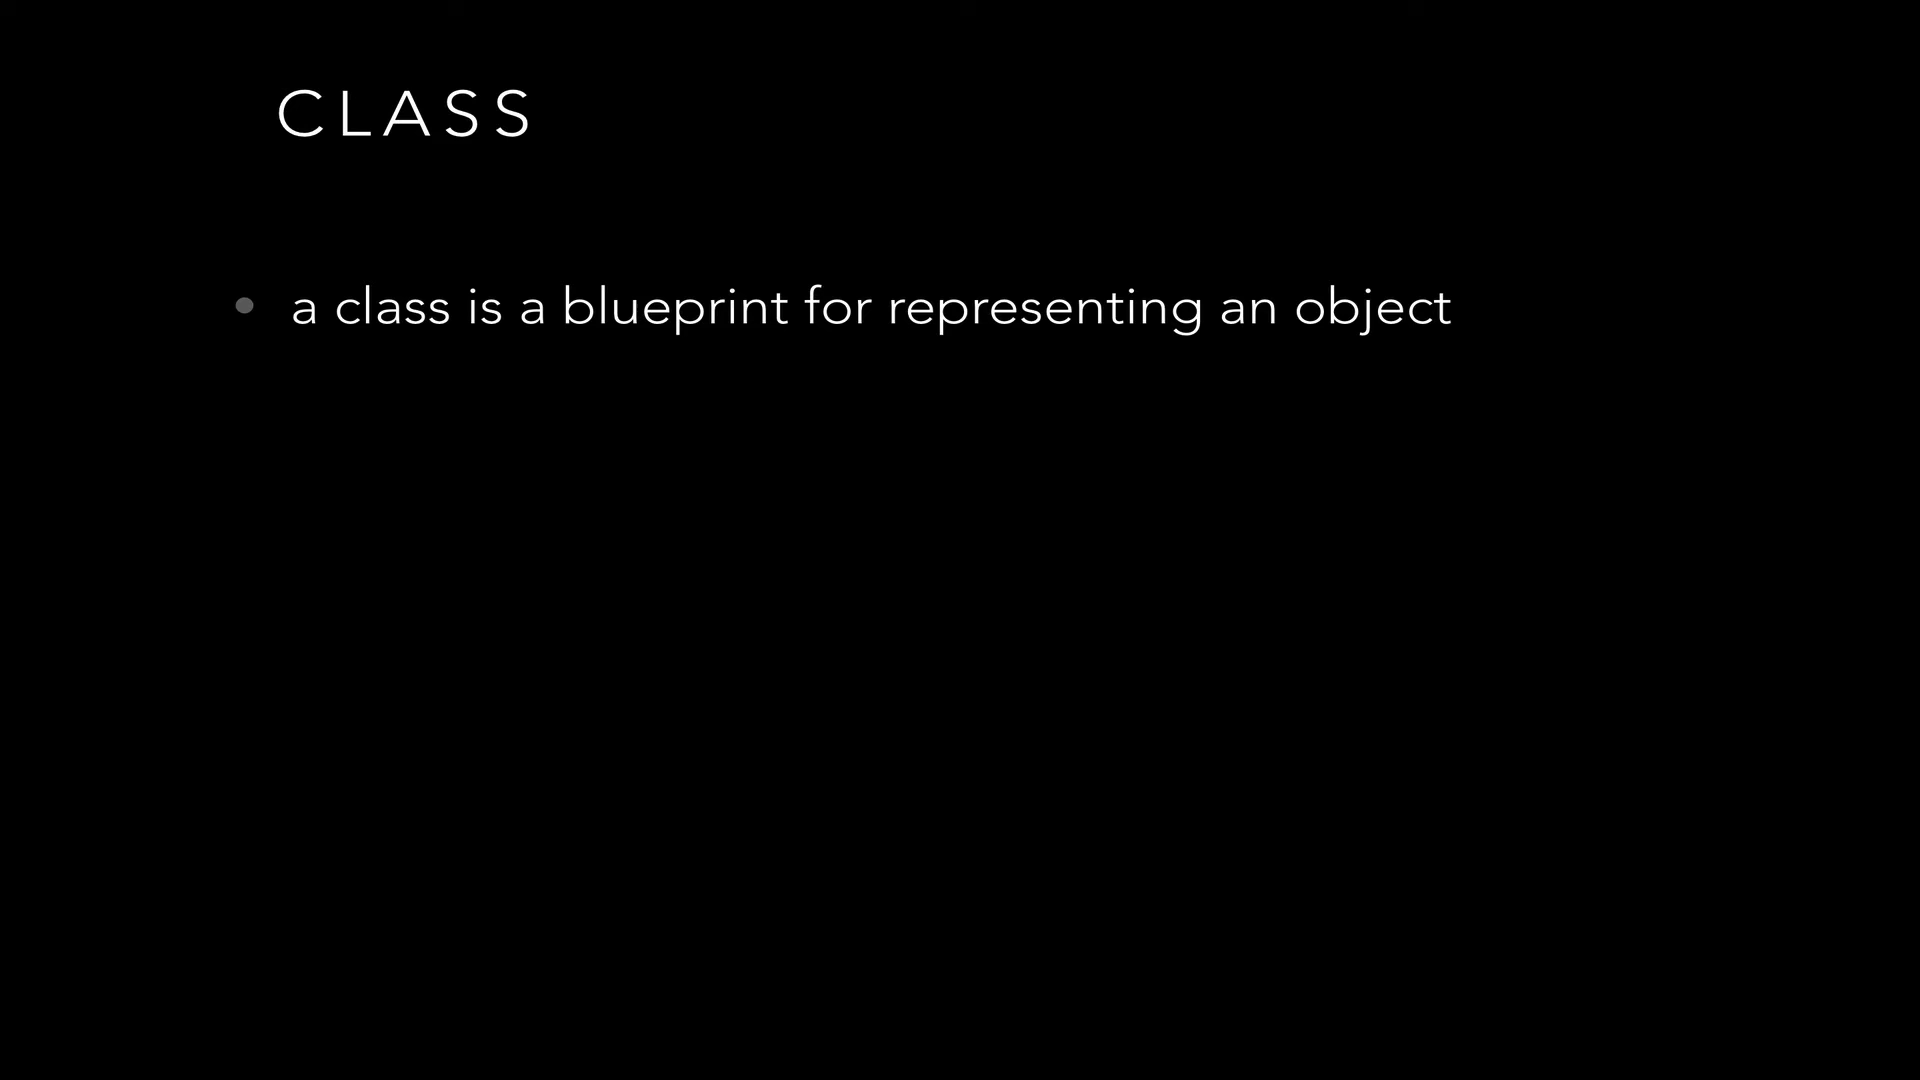 CLASS
• a class is a blueprint for representing an object